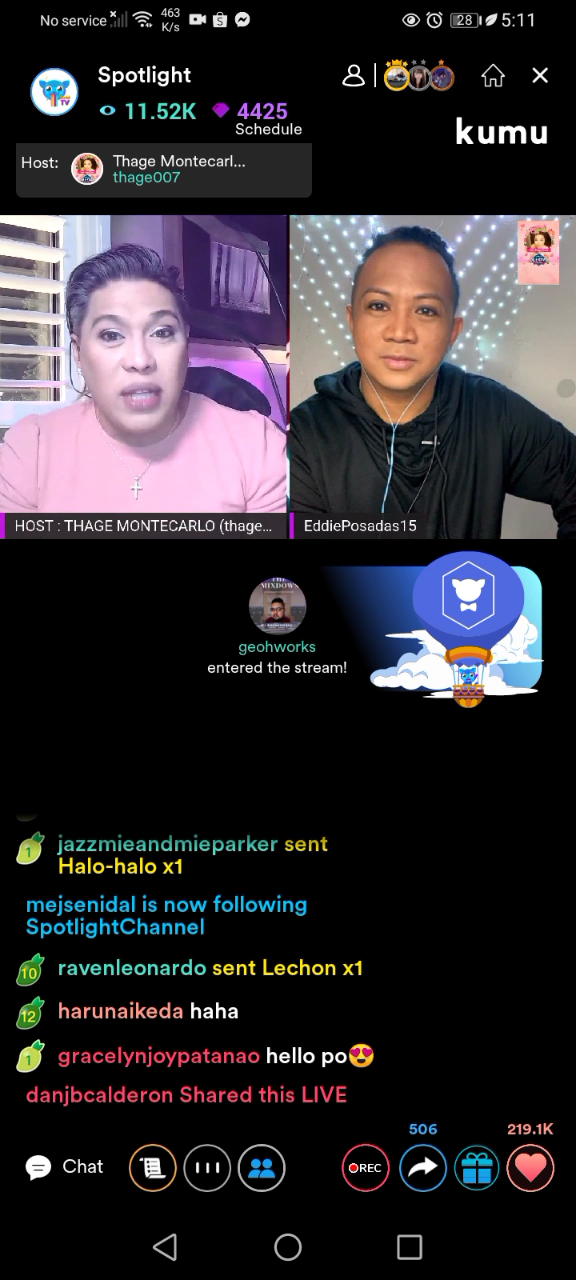 No service
463
K/s
28
5:11
Spotlight
11.52K
4425
Schedule
kumu
Host:
Thage Montecarl...
thage007
HOST : THAGE MONTECARLO (thage...
EddiePosadas15
MIXDOWN
geohworks
entered the stream!
1
jazzmieandmieparker sent
Halo-halo x1
mejsenidal is now following
SpotlightChannel
10
ravenleonardo sent Lechon x1
12
harunaikeda haha
1
gracelynjoypatanao hello po😍
danjbcalderon Shared this LIVE
506
219.1K
Chat
REC